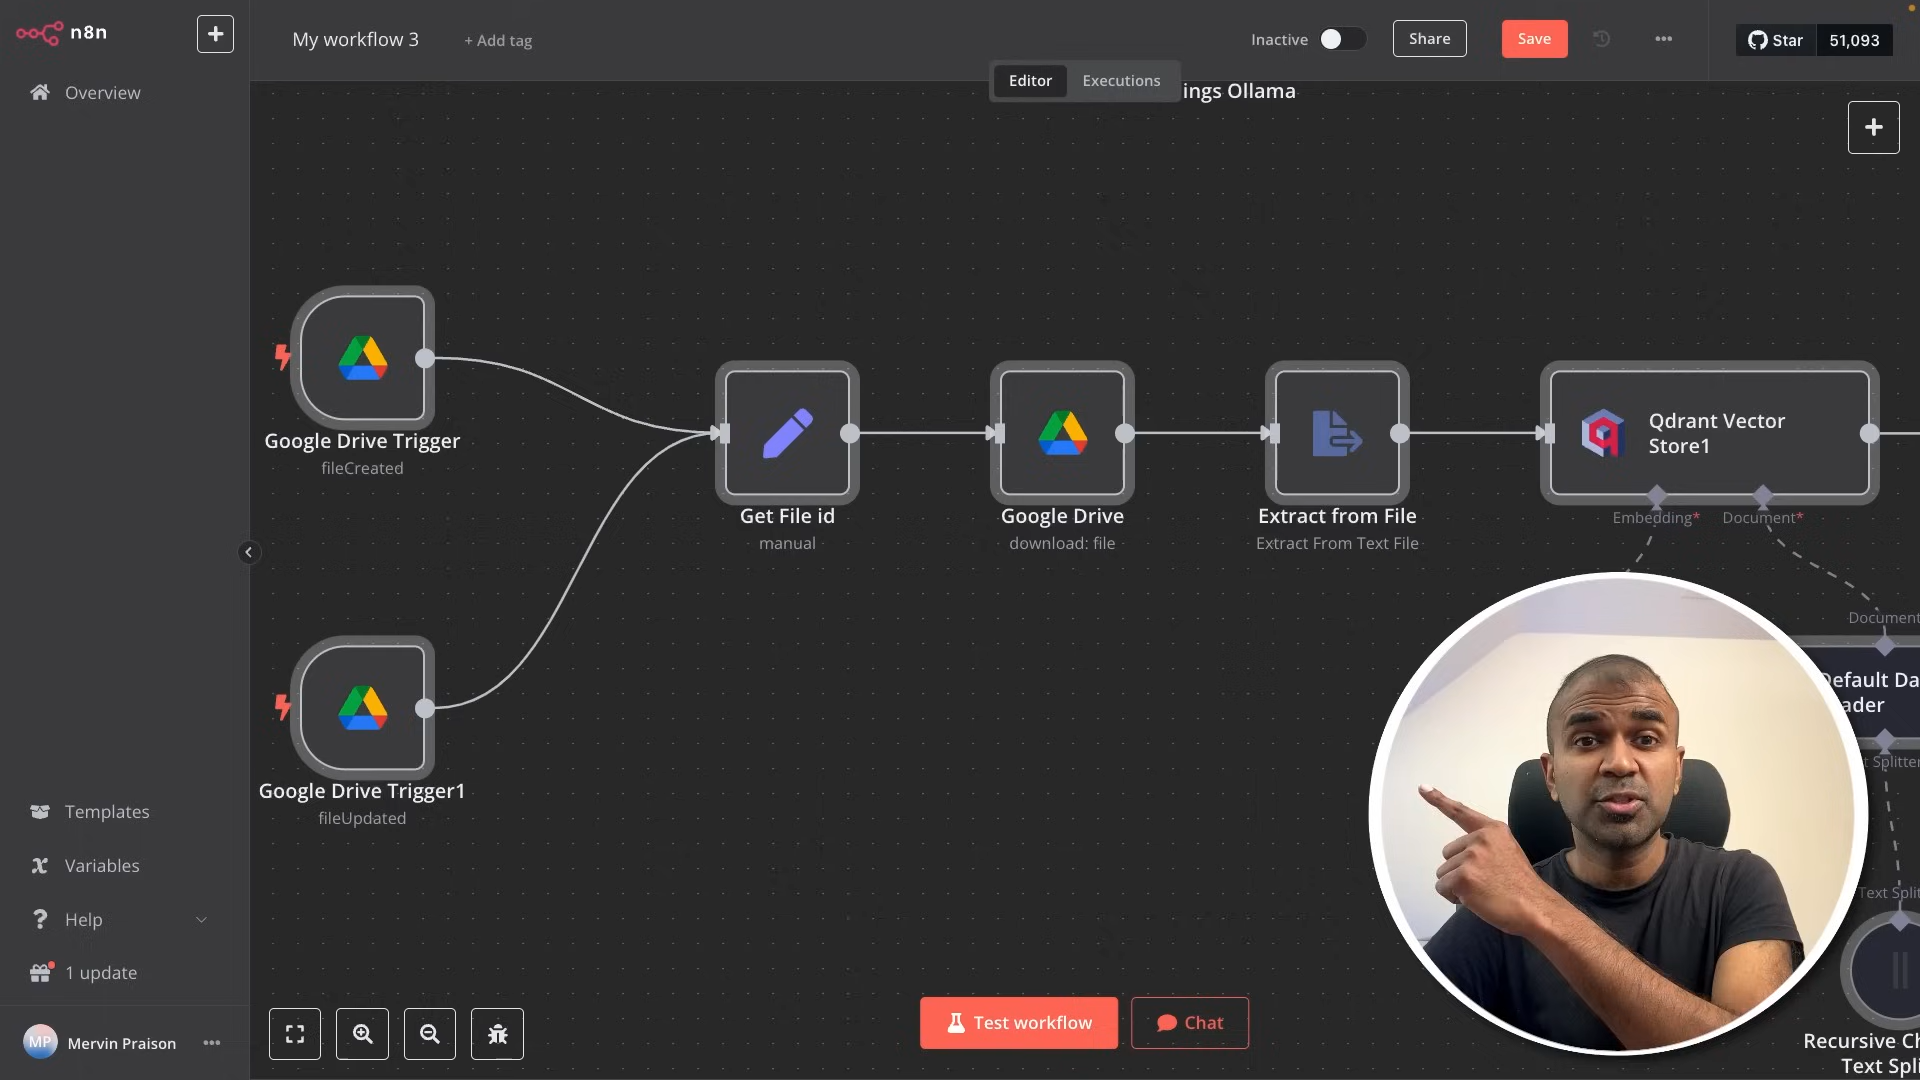 n8n
Overview
My workflow 3
+ Add tag
Inactive
Share
Save
Star
51,093
Editor
Executions
ings Ollama
Google Drive Trigger
fileCreated
Get File id
manual
Google Drive
download: file
Extract from File
Extract From Text File
Qdrant Vector
Store1
Embedding*
Document*
Google Drive Trigger1
fileUpdated
Document
Default Da
ader
t Splitter
Text Split
Recursive Ch
Text Spli
Templates
Variables
Help
1 update
MP
Mervin Praison
Test workflow
Chat